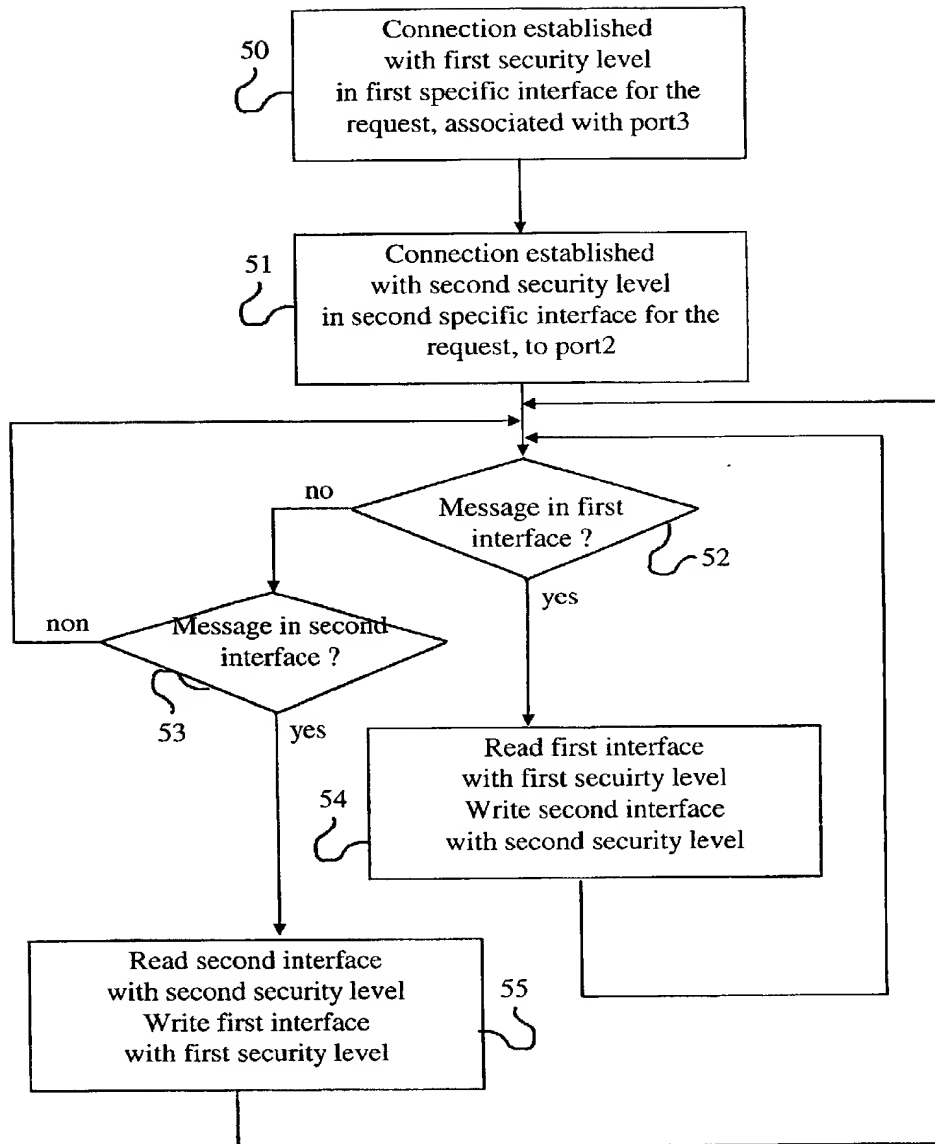 50
Connection established
with first security level
in first specific interface for the
request, associated with port3
51
Connection established
with second security level
in second specific interface for the
request, to port2
no
Message in first
interface ?
52
yes
non
Message in second
interface ?
53
yes
54
Read first interface
with first secuirty level
Write second interface
with second security level
Read second interface
with second security level
Write first interface
with first security level
55